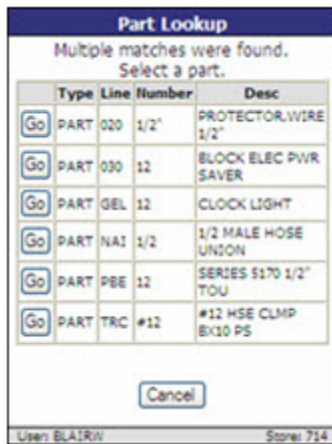 Part Lookup
Multiple matches were found.
Select a part.
Type Line Number Desc
Go PART 020 1/2" PROTECTOR,WIRE
1/2"
Go PART 030 12 BLOCK ELEC PWR
SAVER
Go PART GEL 12 CLOCK LIGHT
Go PART NAI 1/2 1/2 MALE HOSE
UNION
Go PART PBE 12 SERIES 5170 1/2"
TOU
Go PART TRC #12 #12 HSE CLMP
BX10 PS
Cancel
User: BLAIRW Store: 714